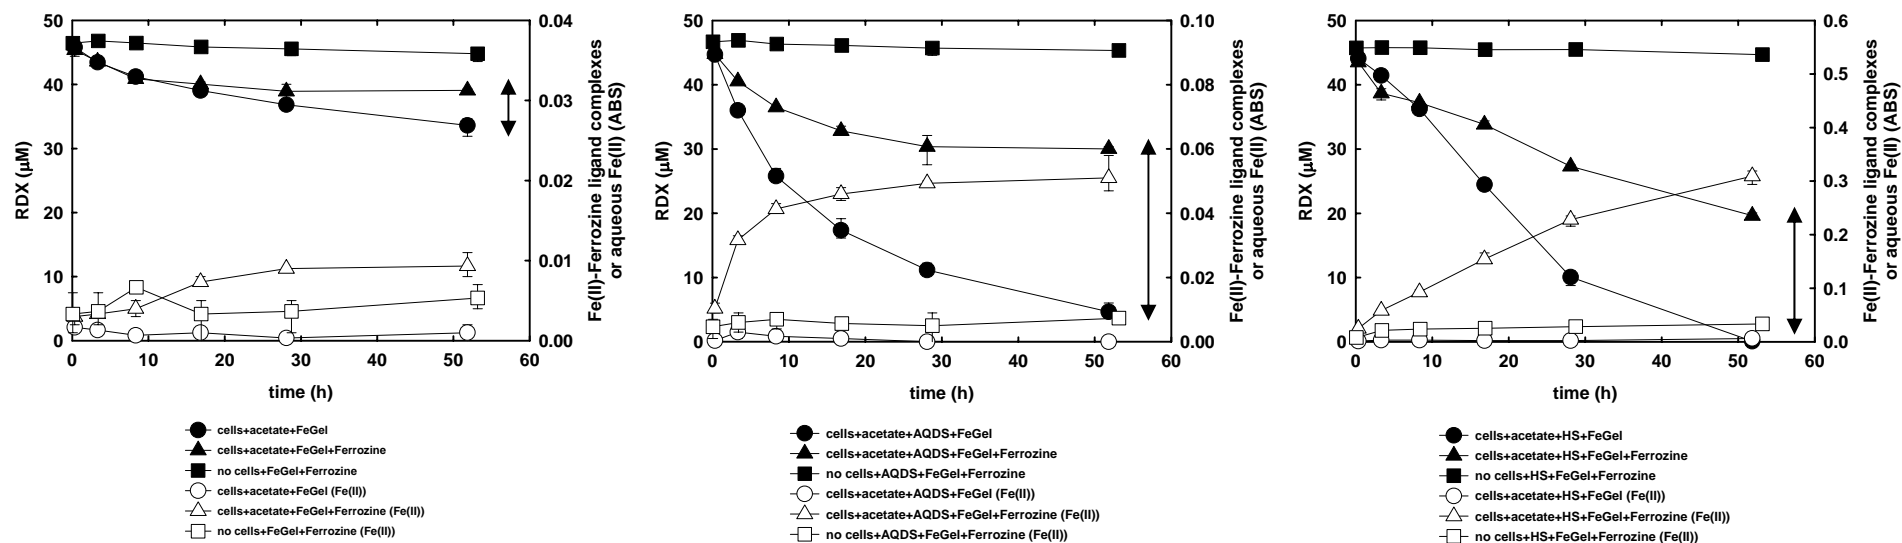 50
40
30
20
10
0
RDX (µM)
0.04
0.03
0.02
0.01
0.00
Fe(II)-Ferrozine ligand complexes
or aqueous Fe(II) (ABS)
0 10 20 30 40 50 60
time (h)
cells+acetate+FeGel
cells+acetate+FeGel+Ferrozine
no cells+FeGel+Ferrozine
cells+acetate+FeGel (Fe(II))
cells+acetate+FeGel+Ferrozine (Fe(II))
no cells+FeGel+Ferrozine (Fe(II))
50
40
30
20
10
0
RDX (µM)
0.10
0.08
0.06
0.04
0.02
0.00
Fe(II)-Ferrozine ligand complexes
or aqueous Fe(II) (ABS)
0 10 20 30 40 50 60
time (h)
cells+acetate+AQDS+FeGel
cells+acetate+AQDS+FeGel+Ferrozine
no cells+AQDS+FeGel+Ferrozine
cells+acetate+AQDS+FeGel (Fe(II))
cells+acetate+AQDS+FeGel+Ferrozine (Fe(II))
no cells+AQDS+FeGel+Ferrozine (Fe(II))
50
40
30
20
10
0
RDX (µM)
0.6
0.5
0.4
0.3
0.2
0.1
0.0
Fe(II)-Ferrozine ligand complexes
or aqueous Fe(II) (ABS)
0 10 20 30 40 50 60
time (h)
cells+acetate+HS+FeGel
cells+acetate+HS+FeGel+Ferrozine
no cells+HS+FeGel+Ferrozine
cells+acetate+HS+FeGel (Fe(II))
cells+acetate+HS+FeGel+Ferrozine (Fe(II))
no cells+HS+FeGel+Ferrozine (Fe(II))